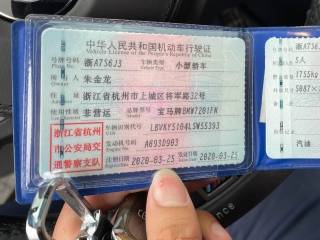 中华人民共和国机动车行驶证
Vehicle License of the People's Republic of China
号牌号码 浙A7S6J3 车辆类型 小型轿车
所有人 朱金龙
住址 浙江省杭州市上城区将军路32号
使用性质 非营运 品牌型号 宝马牌BMW7201FM
浙江省杭州市公安局交通警察支队
车辆识别代号 LBVKY5104LSW55393
发动机号码 A693D903
注册日期 2020-03-25 发证日期 2020-03-25
浙A7S6J3
5人
1755kg
汽油